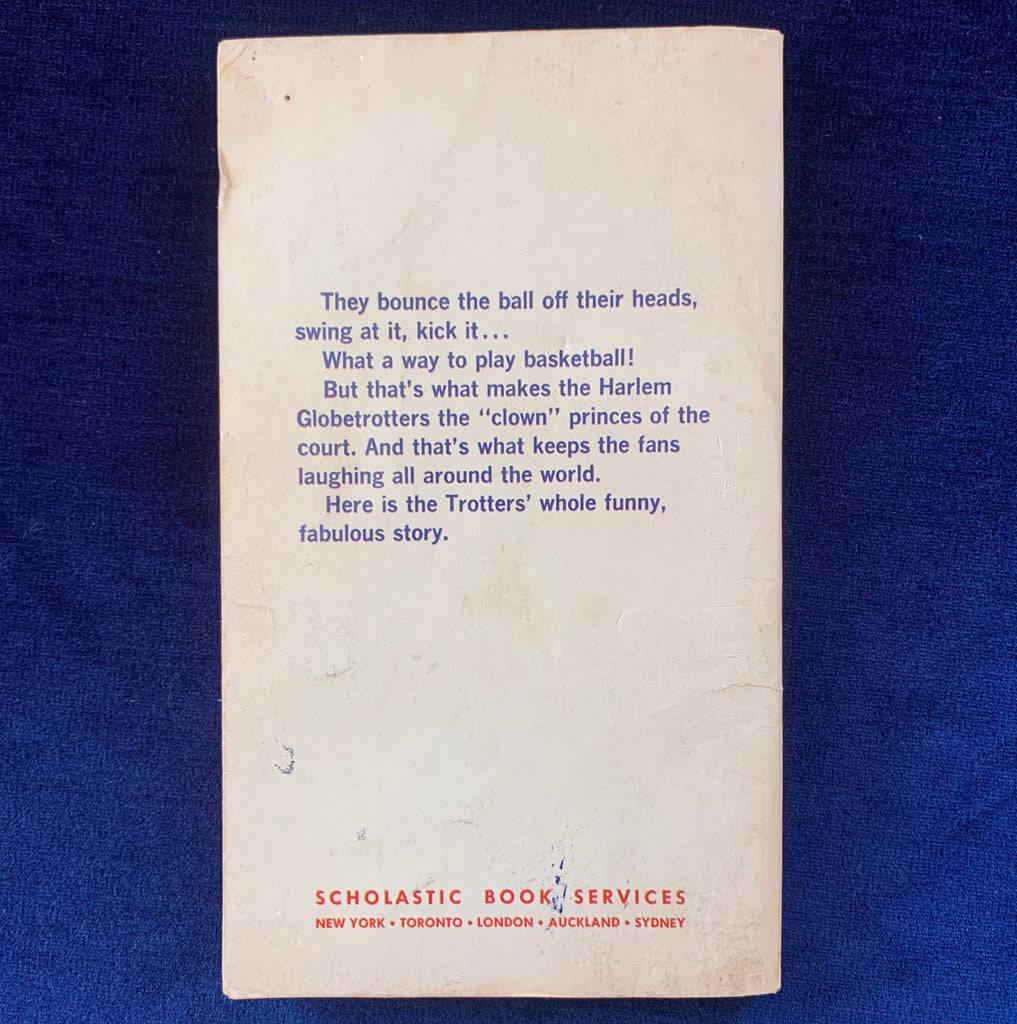 They bounce the ball off their heads,
swing at it, kick it...
What a way to play basketball!
But that's what makes the Harlem
Globetrotters the "clown" princes of the
court. And that's what keeps the fans
laughing all around the world.
Here is the Trotters' whole funny,
fabulous story.
SCHOLASTIC BOOK SERVICES
NEW YORK • TORONTO • LONDON • AUCKLAND • SYDNEY